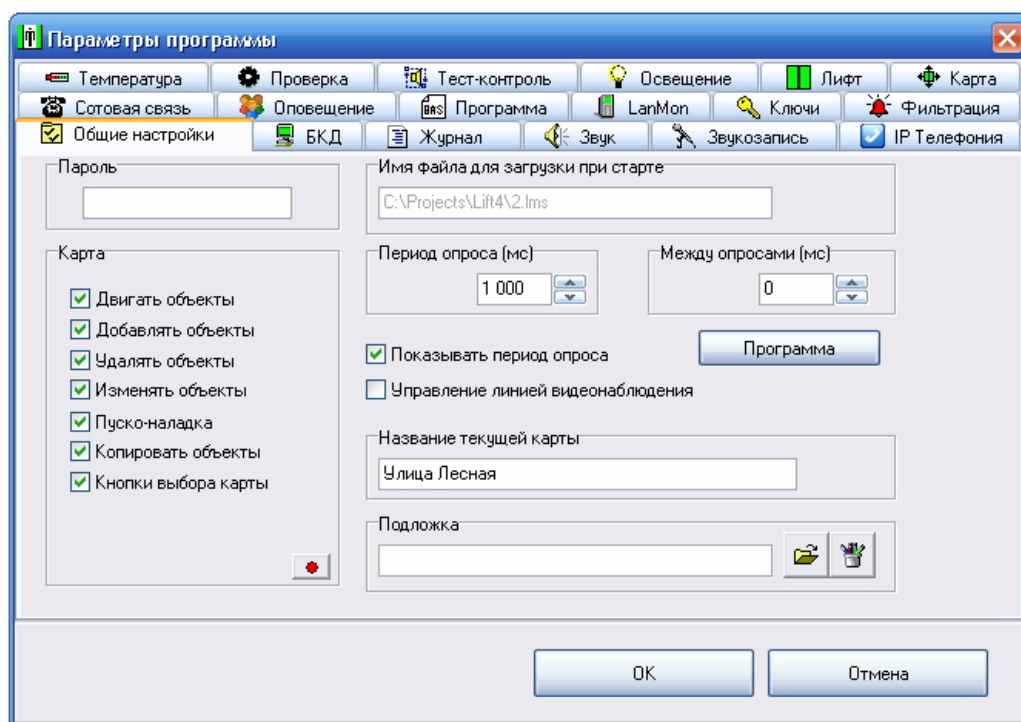 Параметры программы
Температура Проверка Тест-контроль Освещение Лифт Карта
Сотовая связь Оповещение BAS Программа LanMon Ключи Фильтрация
Общие настройки БКД Журнал Звук Звукозапись IP Телефония
Пароль
Имя файла для загрузки при старте
C:\Projects\Lift4\2.lms
Карта
Двигать объекты
Добавлять объекты
Удалять объекты
Изменять объекты
Пуско-наладка
Копировать объекты
Кнопки выбора карты
Период опроса (мс) Между опросами (мс)
1 000 0
Показывать период опроса Программа
Управление линией видеонаблюдения
Название текущей карты
Улица Лесная
Подложка
OK Отмена